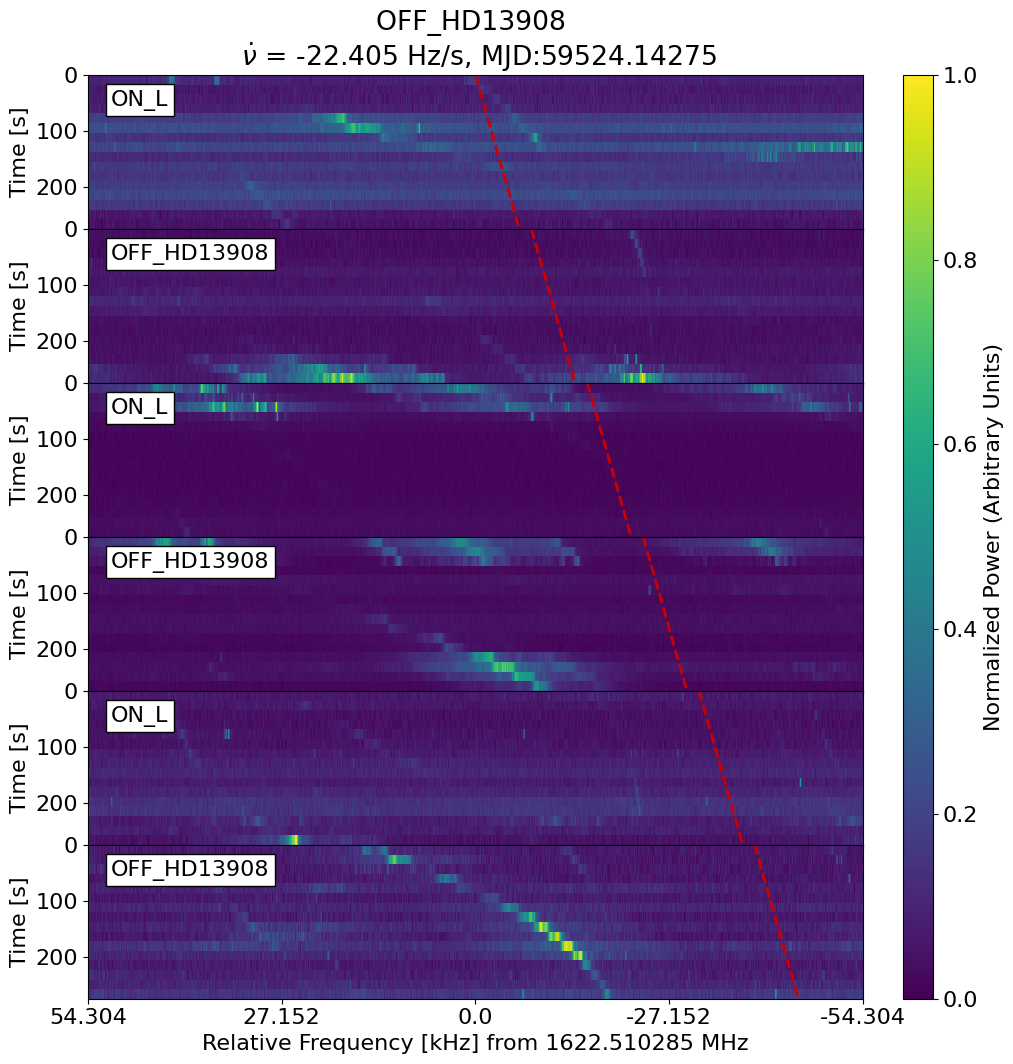 OFF_HD13908
ν̇ = -22.405 Hz/s, MJD:59524.14275
0
ON_L
100
200
Time [s]
0
OFF_HD13908
100
200
Time [s]
0
ON_L
100
200
Time [s]
0
OFF_HD13908
100
200
Time [s]
0
ON_L
100
200
Time [s]
0
OFF_HD13908
100
200
Time [s]
54.304 27.152 0.0 -27.152 -54.304
Relative Frequency [kHz] from 1622.510285 MHz
1.0
0.8
0.6
0.4
0.2
0.0
Normalized Power (Arbitrary Units)